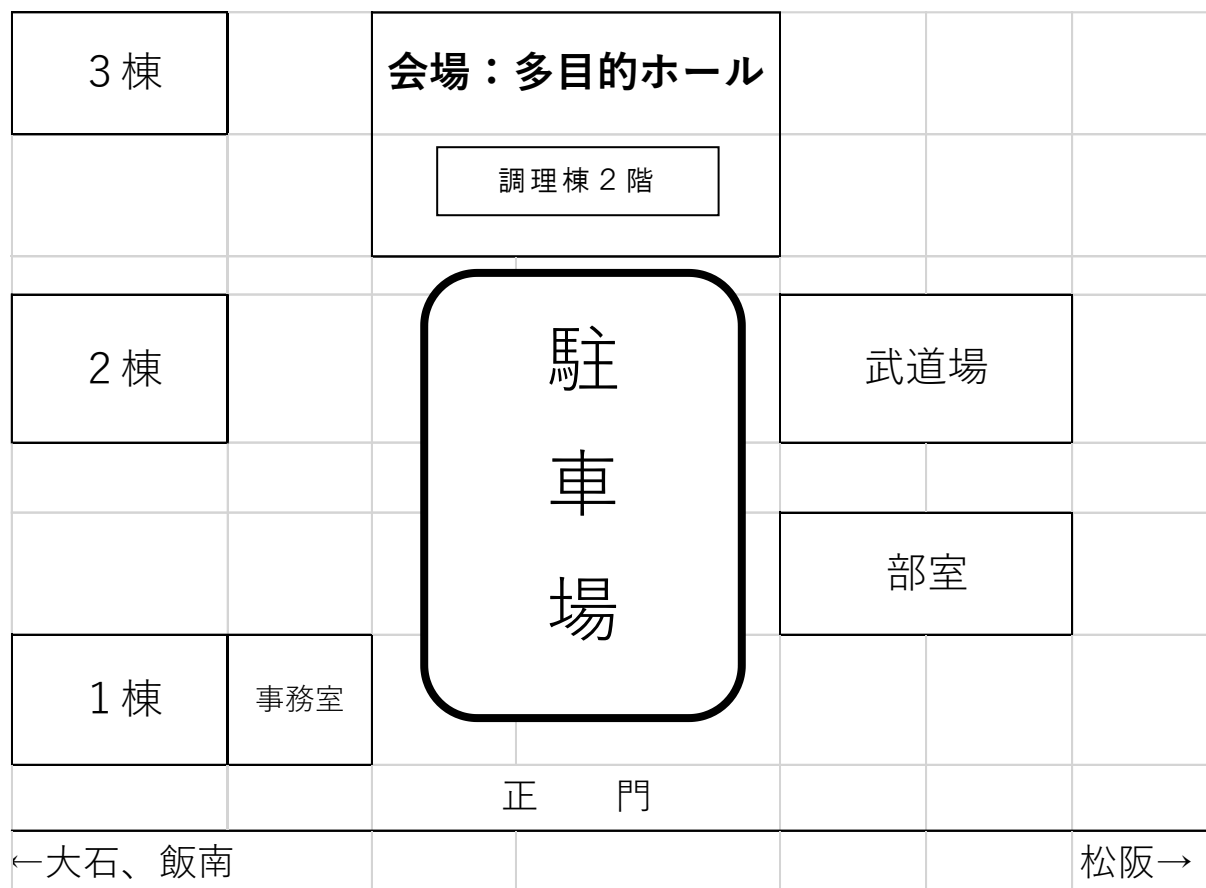 ３棟
会場：多目的ホール
調理棟２階
２棟
駐車場
武道場
部室
１棟
事務室
正　門
←大石、飯南
松阪→